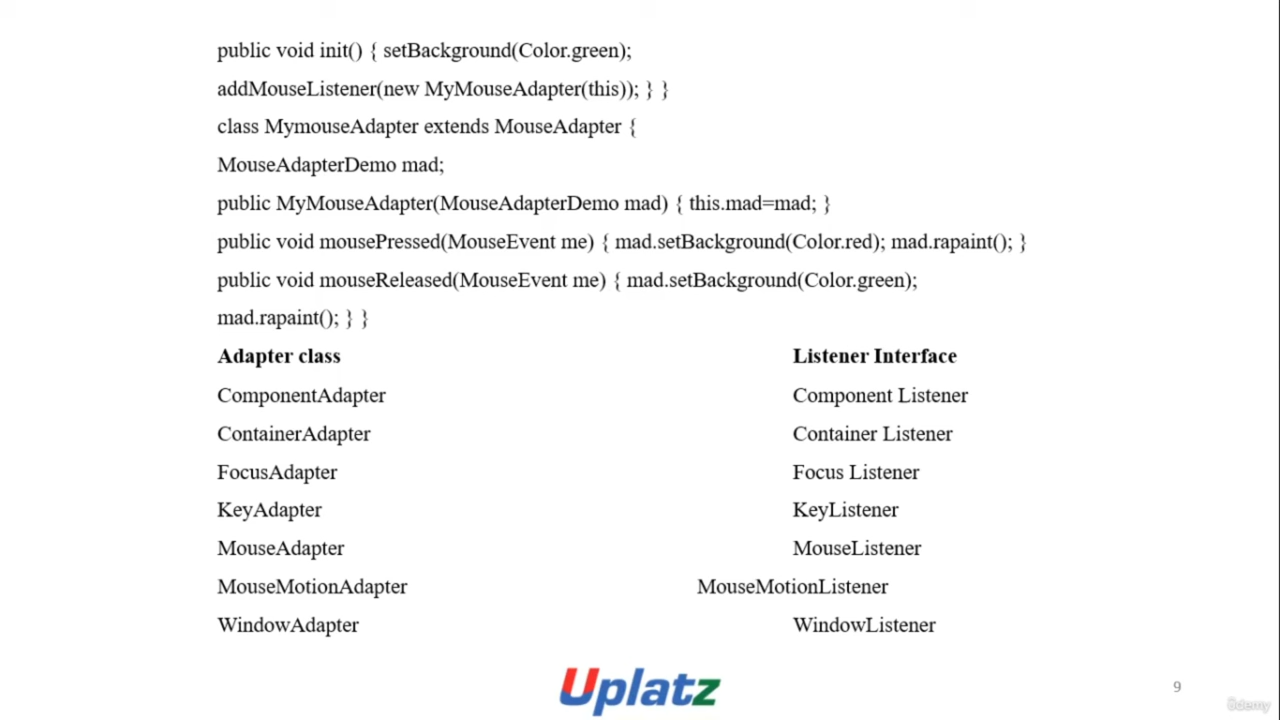 public void init() { setBackground(Color.green);
addMouseListener(new MyMouseAdapter(this)); } }
class MymouseAdapter extends MouseAdapter {
MouseAdapterDemo mad;
public MyMouseAdapter(MouseAdapterDemo mad) { this.mad=mad; }
public void mousePressed(MouseEvent me) { mad.setBackground(Color.red); mad.rapaint(); }
public void mouseReleased(MouseEvent me) { mad.setBackground(Color.green);
mad.rapaint(); } }
Adapter class Listener Interface
ComponentAdapter Component Listener
ContainerAdapter Container Listener
FocusAdapter Focus Listener
KeyAdapter KeyListener
MouseAdapter MouseListener
MouseMotionAdapter MouseMotionListener
WindowAdapter WindowListener
Uplatz
9
ûdemy